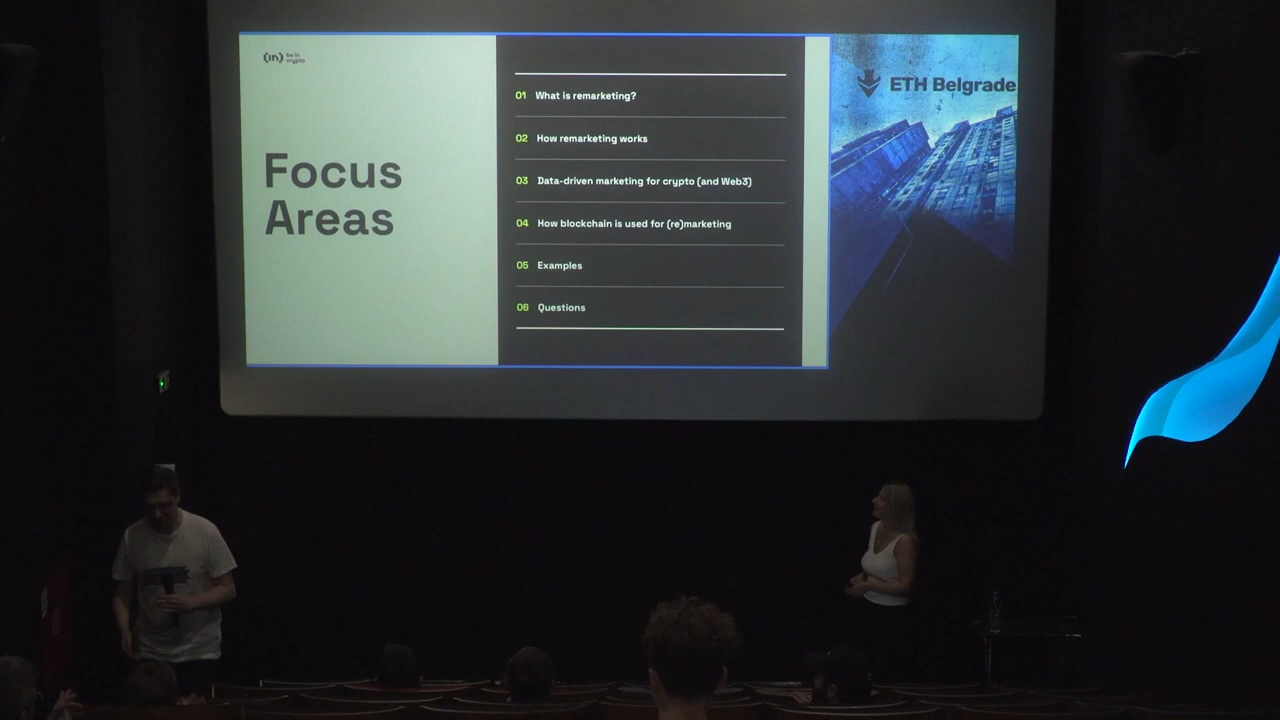 (in) be in
crypto
Focus
Areas
01 What is remarketing?
02 How remarketing works
03 Data-driven marketing for crypto (and Web3)
04 How blockchain is used for (re)marketing
05 Examples
06 Questions
ETH Belgrade